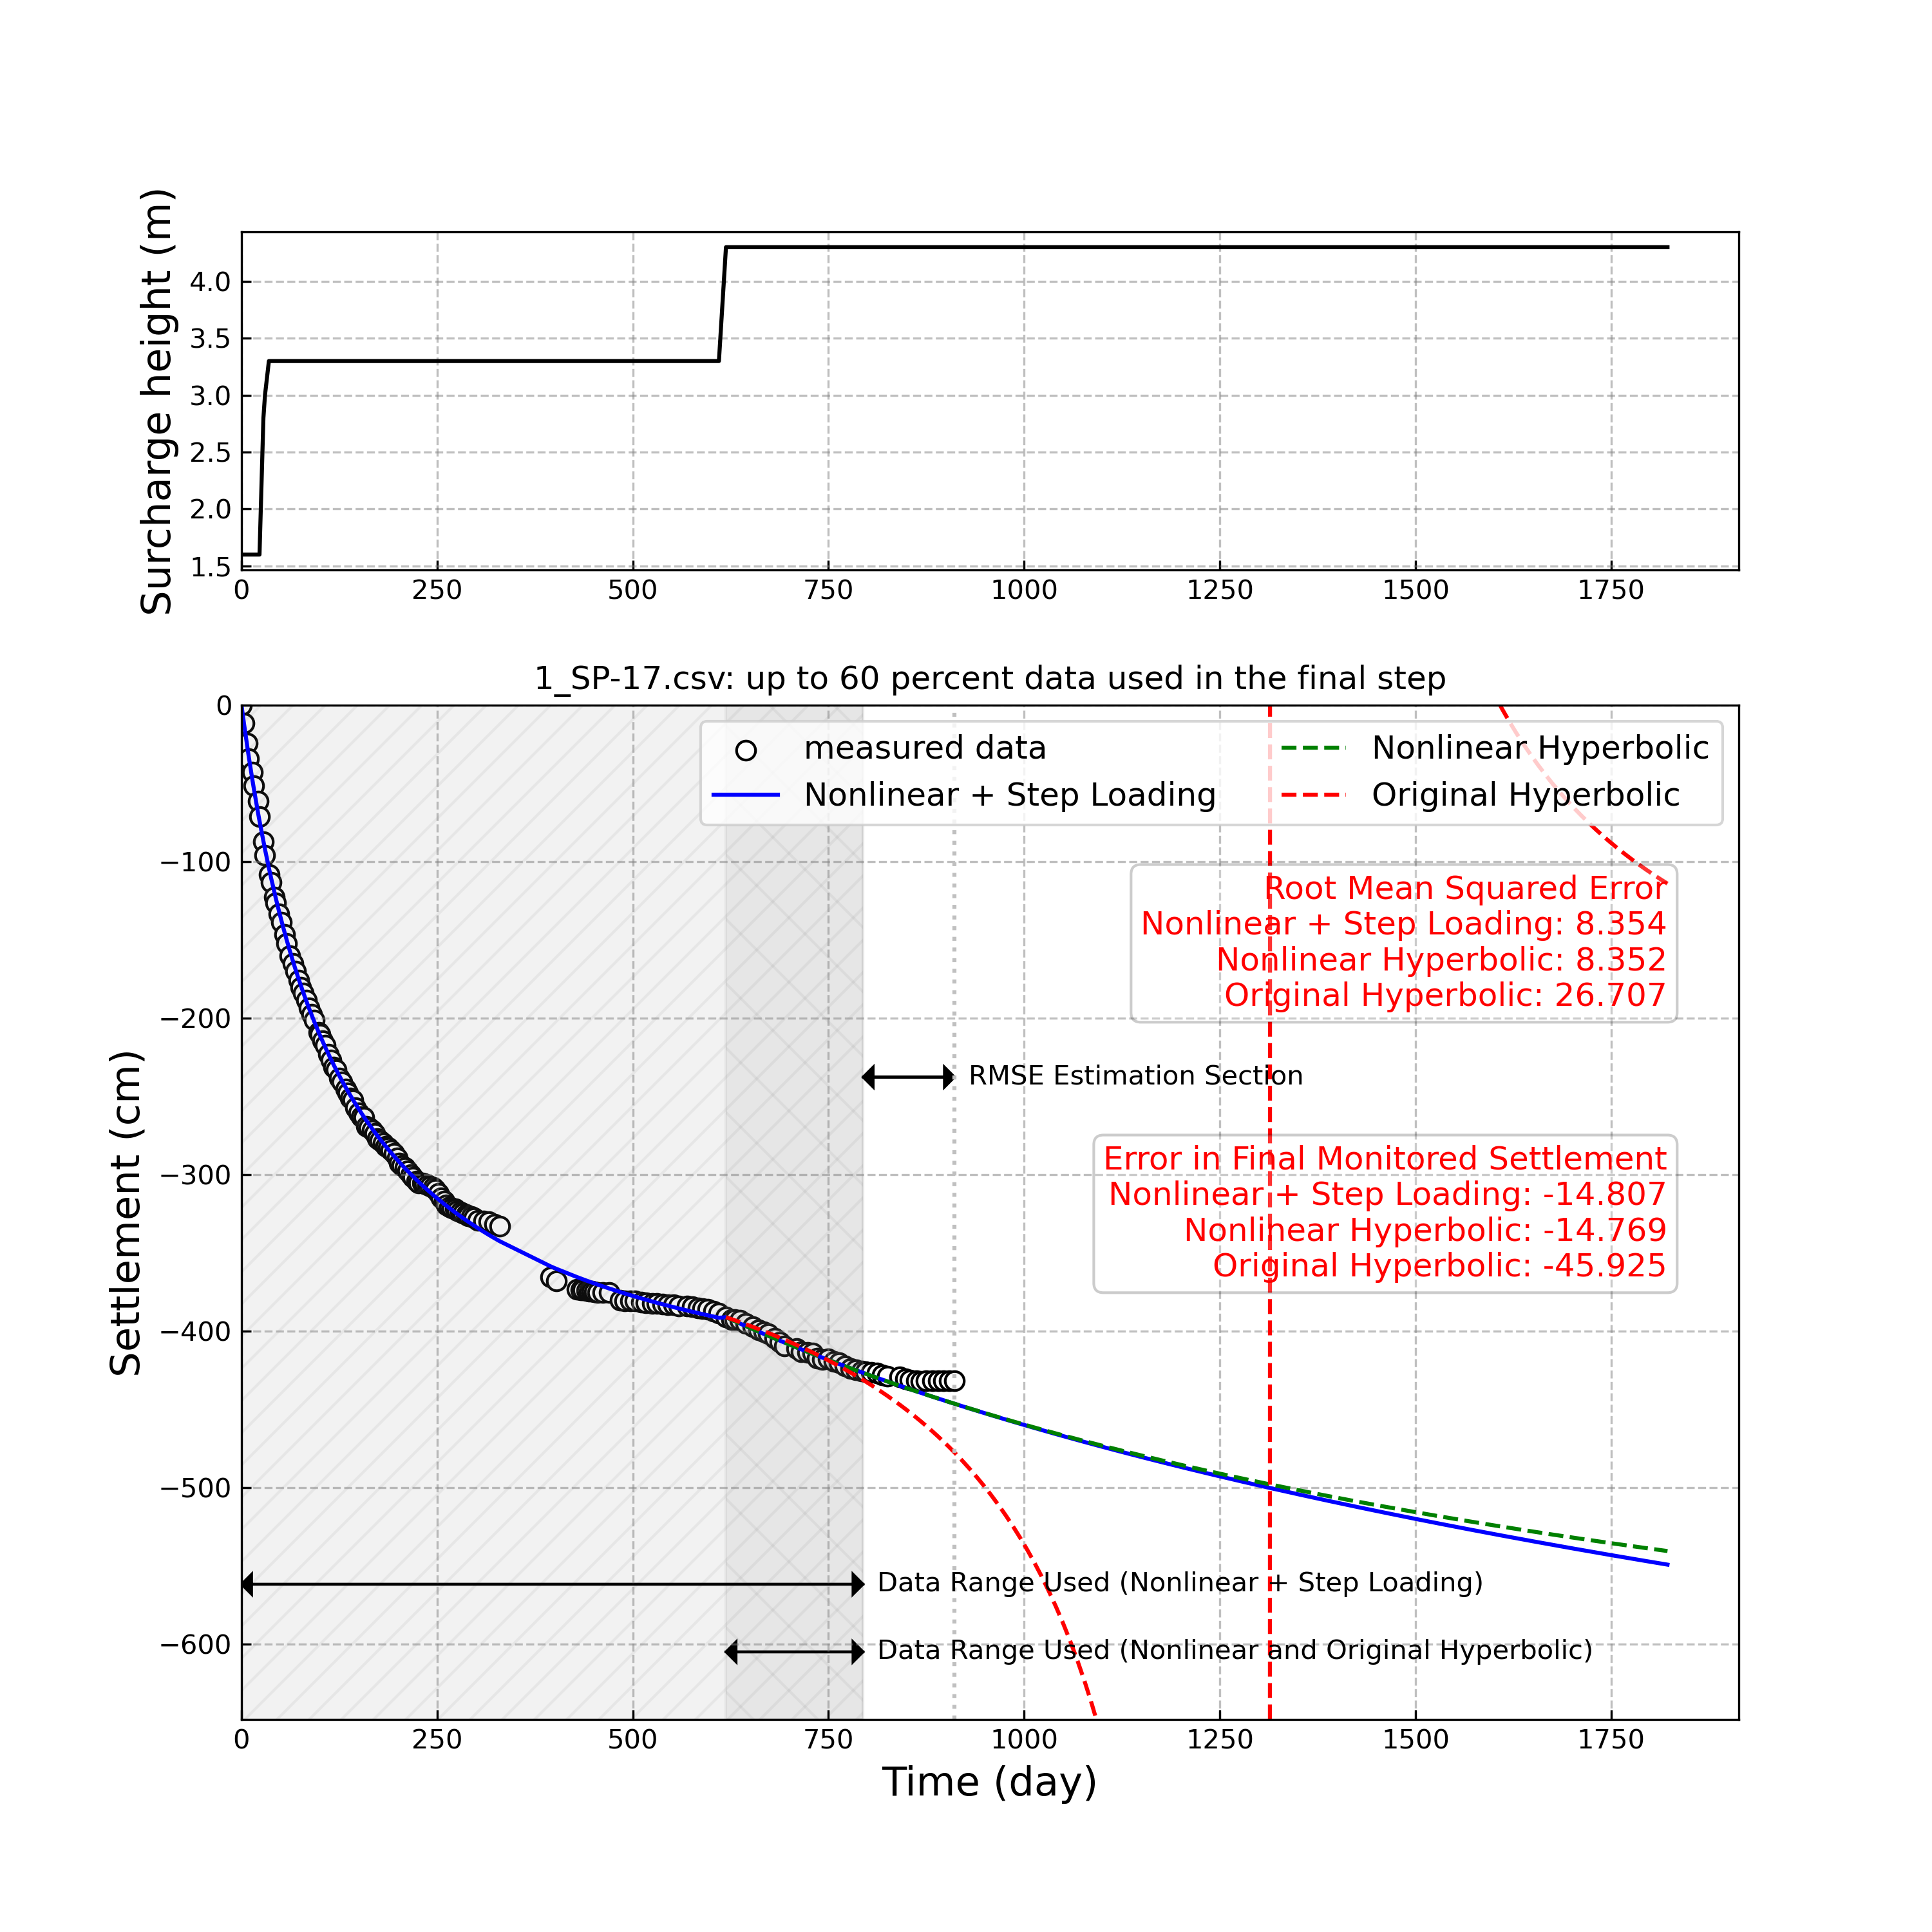 Surcharge height (m)
4.0
3.5
3.0
2.5
2.0
1.5
0 250 500 750 1000 1250 1500 1750
1_SP-17.csv: up to 60 percent data used in the final step
Settlement (cm)
0
−100
−200
−300
−400
−500
−600
measured data
Nonlinear + Step Loading
Nonlinear Hyperbolic
Original Hyperbolic
Root Mean Squared Error
Nonlinear + Step Loading: 8.354
Nonlinear Hyperbolic: 8.352
Original Hyperbolic: 26.707
RMSE Estimation Section
Error in Final Monitored Settlement
Nonlinear + Step Loading: -14.807
Nonlinear Hyperbolic: -14.769
Original Hyperbolic: -45.925
Data Range Used (Nonlinear + Step Loading)
Data Range Used (Nonlinear and Original Hyperbolic)
0 250 500 750 1000 1250 1500 1750
Time (day)